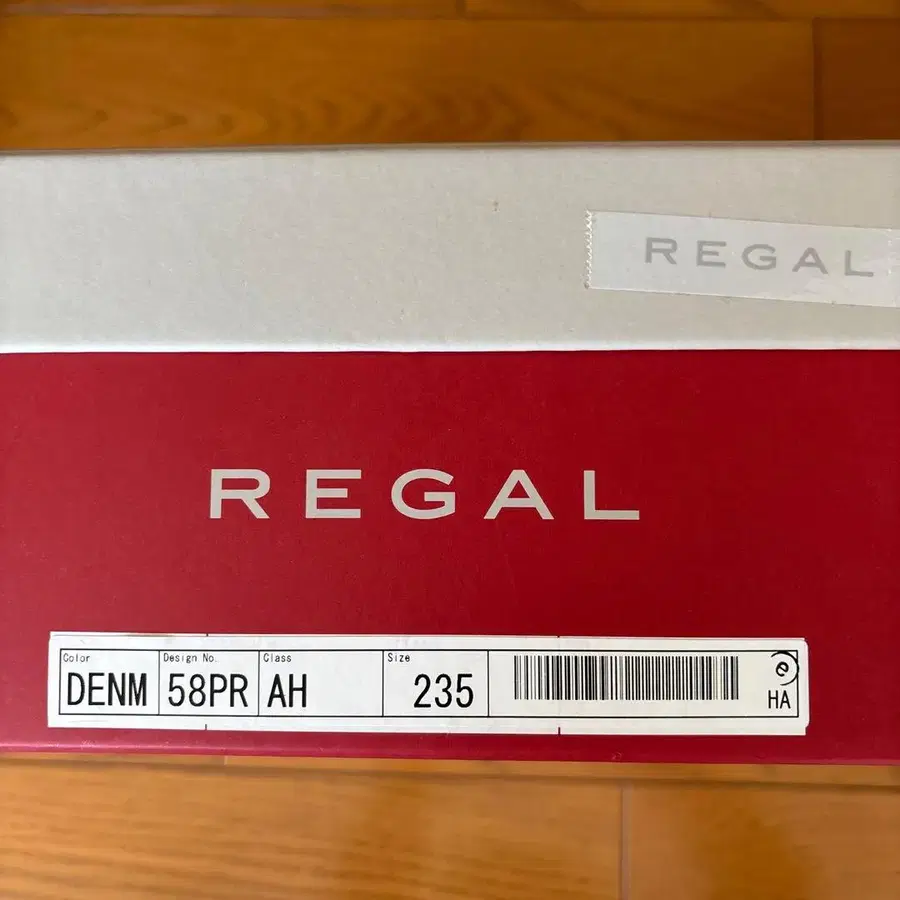 REGAL
REGAL
Color Design No. Class Size
DENM 58PR AH 235
e
HA